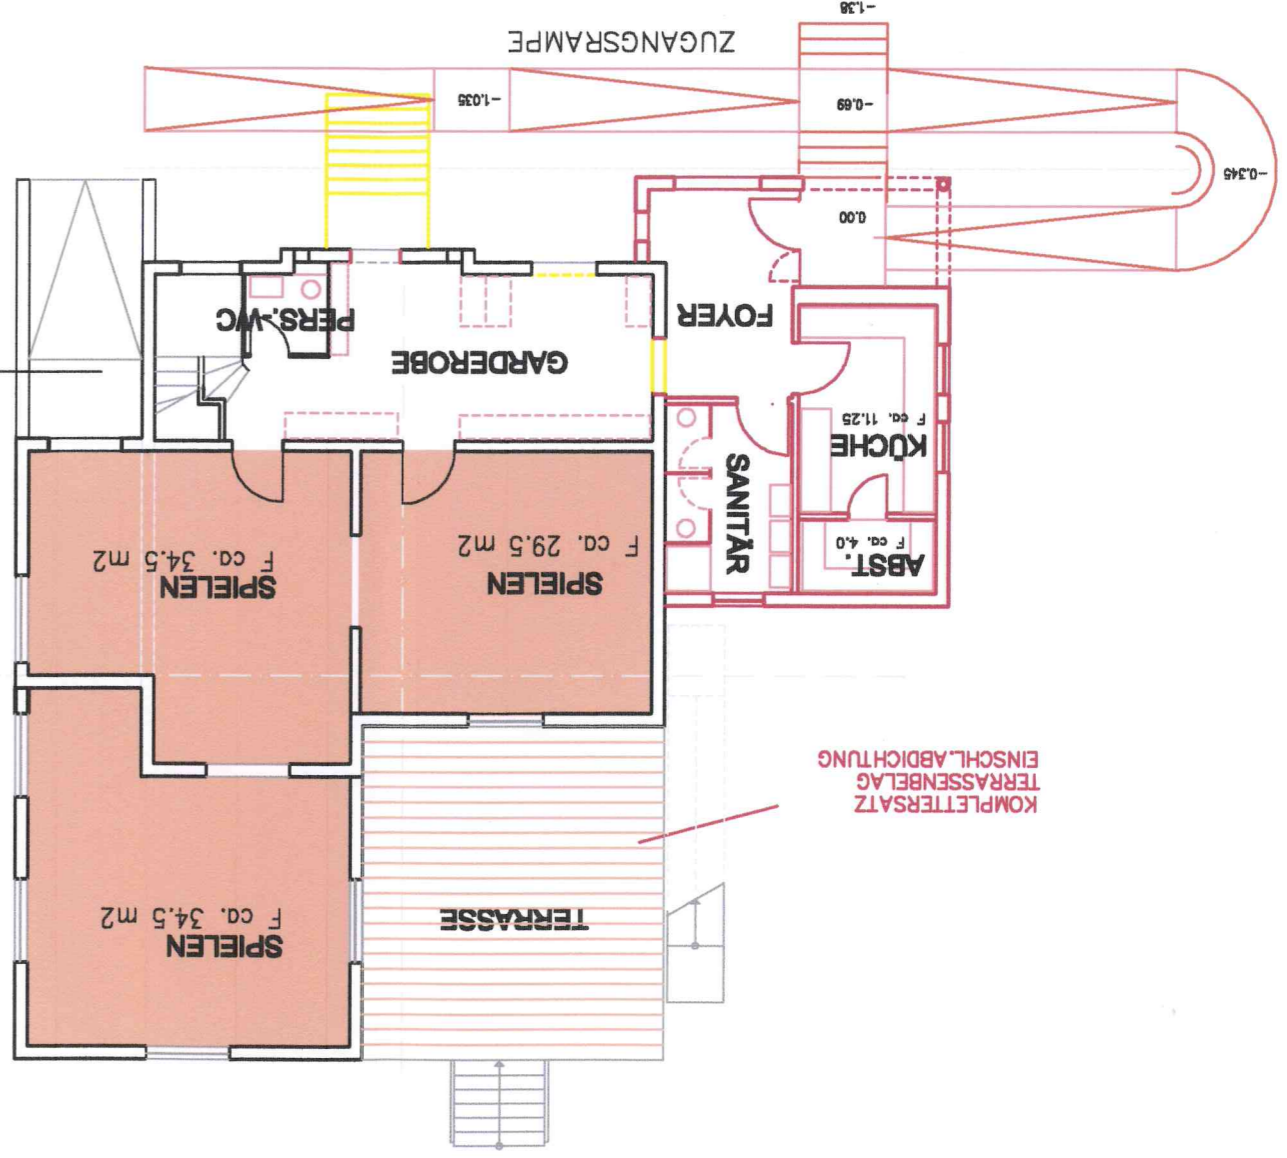 SPIELEN
F ca. 34.5 m2
TERRASSE
KOMPLETTERSATZ
TERRASSENBELAG
EINSCHL.ABDICHTUNG
SPIELEN
F ca. 29.5 m2
SPIELEN
F ca. 34.5 m2
ABST.
F ca. 4.0
SANITÄR
KÜCHE
F ca. 11.25
GARDEROBE
FOYER
PERS.-WC
0.00
-0.345
-0.69
-1.035
ZUGANGSRAMPE
-1.38